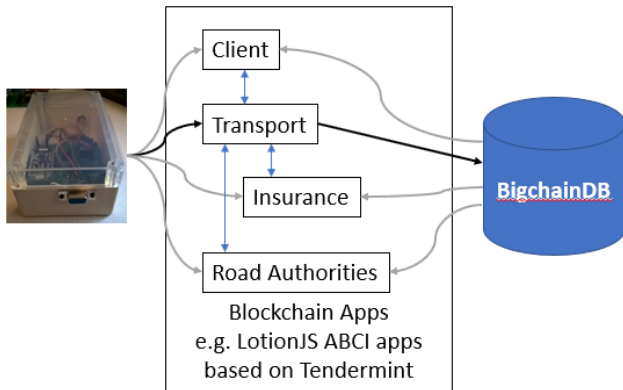 Client
Transport
Insurance
BigchainDB
Road Authorities
Blockchain Apps
e.g. LotionJS ABCI apps
based on Tendermint